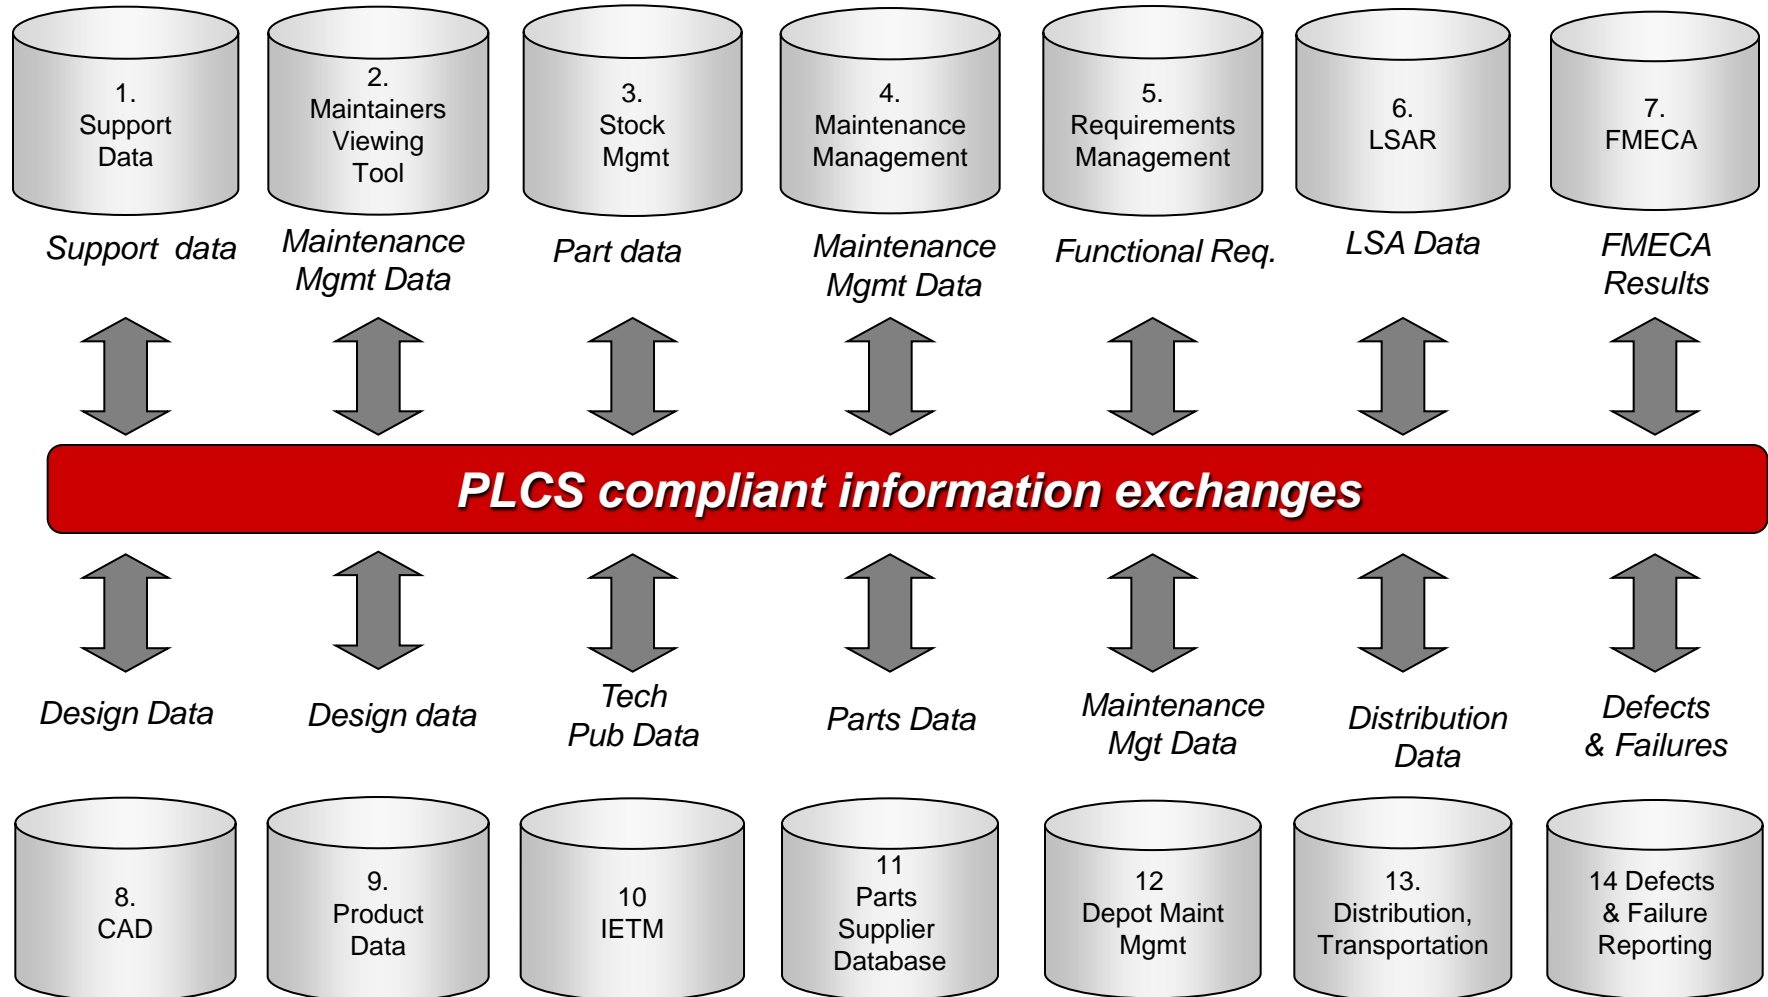 1.
Support
Data
2.
Maintainers
Viewing
Tool
3.
Stock
Mgmt
4.
Maintenance
Management
5.
Requirements
Management
6.
LSAR
7.
FMECA
Support data
Maintenance
Mgmt Data
Part data
Maintenance
Mgmt Data
Functional Req.
LSA Data
FMECA
Results
PLCS compliant information exchanges
Design Data
Design data
Tech
Pub Data
Parts Data
Maintenance
Mgt Data
Distribution
Data
Defects
& Failures
8.
CAD
9.
Product
Data
10
IETM
11
Parts
Supplier
Database
12
Depot Maint
Mgmt
13.
Distribution,
Transportation
14 Defects
& Failure
Reporting